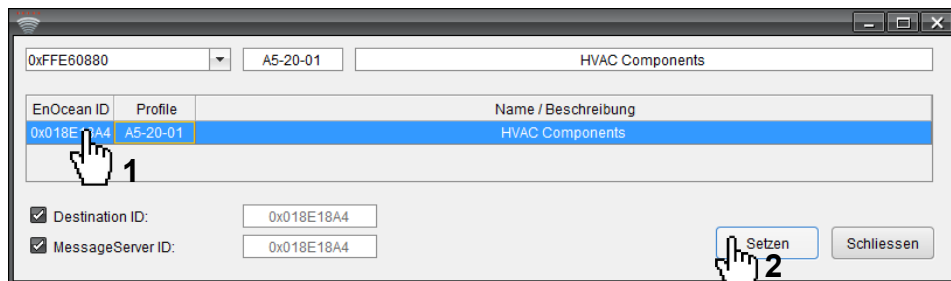 0xFFE60880 A5-20-01 HVAC Components
EnOcean ID Profile Name / Beschreibung
0x018E18A4 A5-20-01 HVAC Components
1
Destination ID: 0x018E18A4
MessageServer ID: 0x018E18A4
Setzen Schliessen
2